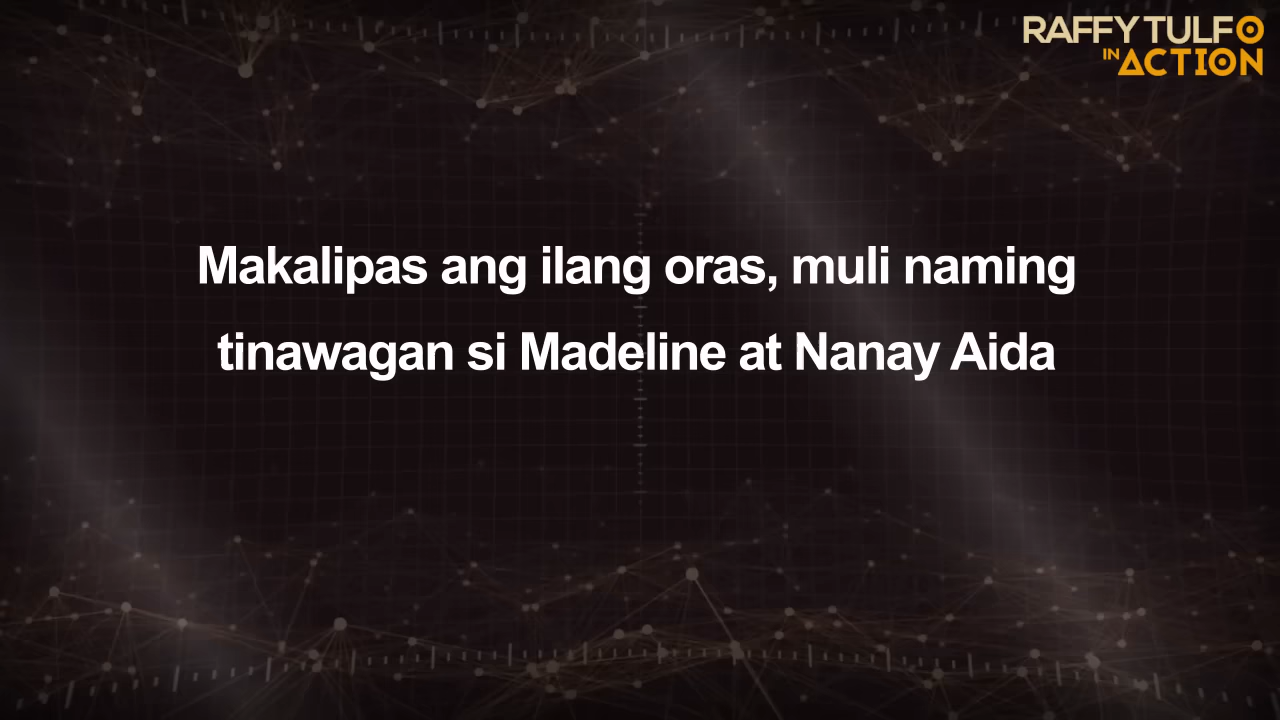 RAFFY TULFO
IN ACTION
Makalipas ang ilang oras, muli naming
tinawagan si Madeline at Nanay Aida